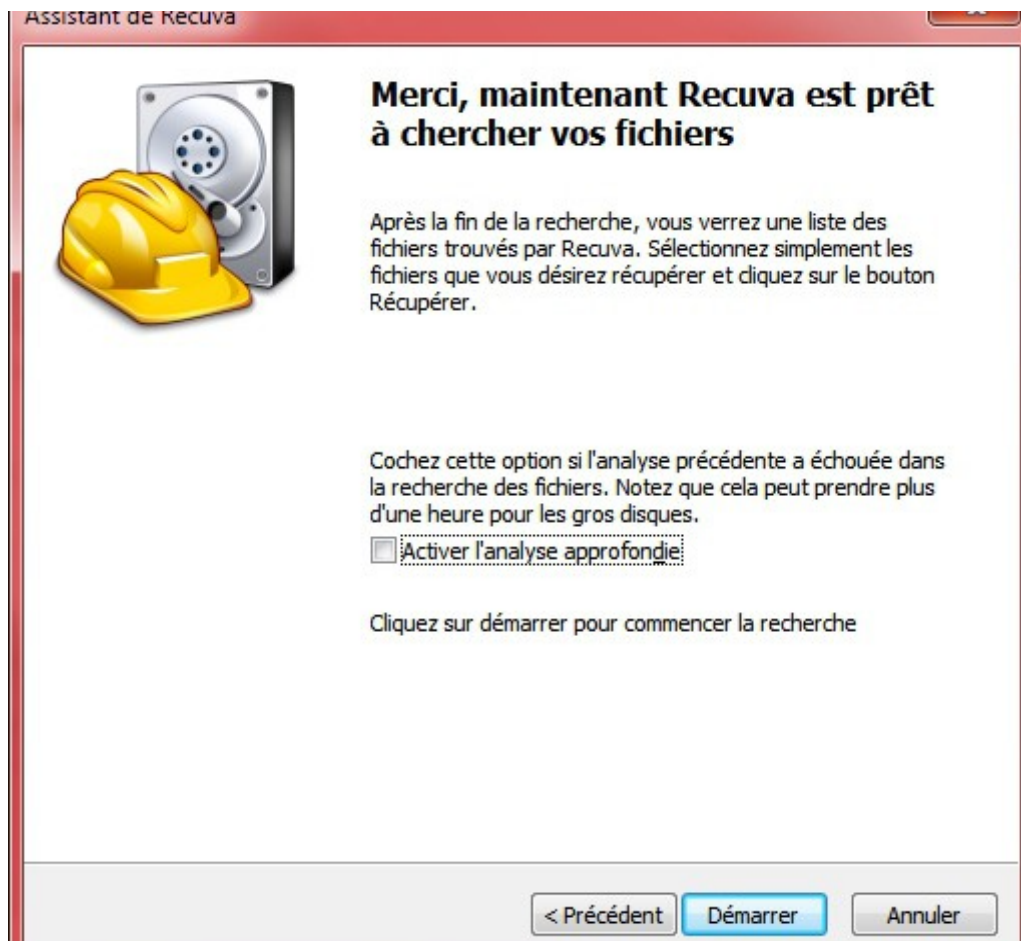 Assistant de Recuva
Merci, maintenant Recuva est prêt
à chercher vos fichiers
Après la fin de la recherche, vous verrez une liste des
fichiers trouvés par Recuva. Sélectionnez simplement les
fichiers que vous désirez récupérer et cliquez sur le bouton
Récupérer.
Cochez cette option si l'analyse précédente a échouée dans
la recherche des fichiers. Notez que cela peut prendre plus
d'une heure pour les gros disques.
Activer l'analyse approfondie
Cliquez sur démarrer pour commencer la recherche
< Précédent Démarrer Annuler